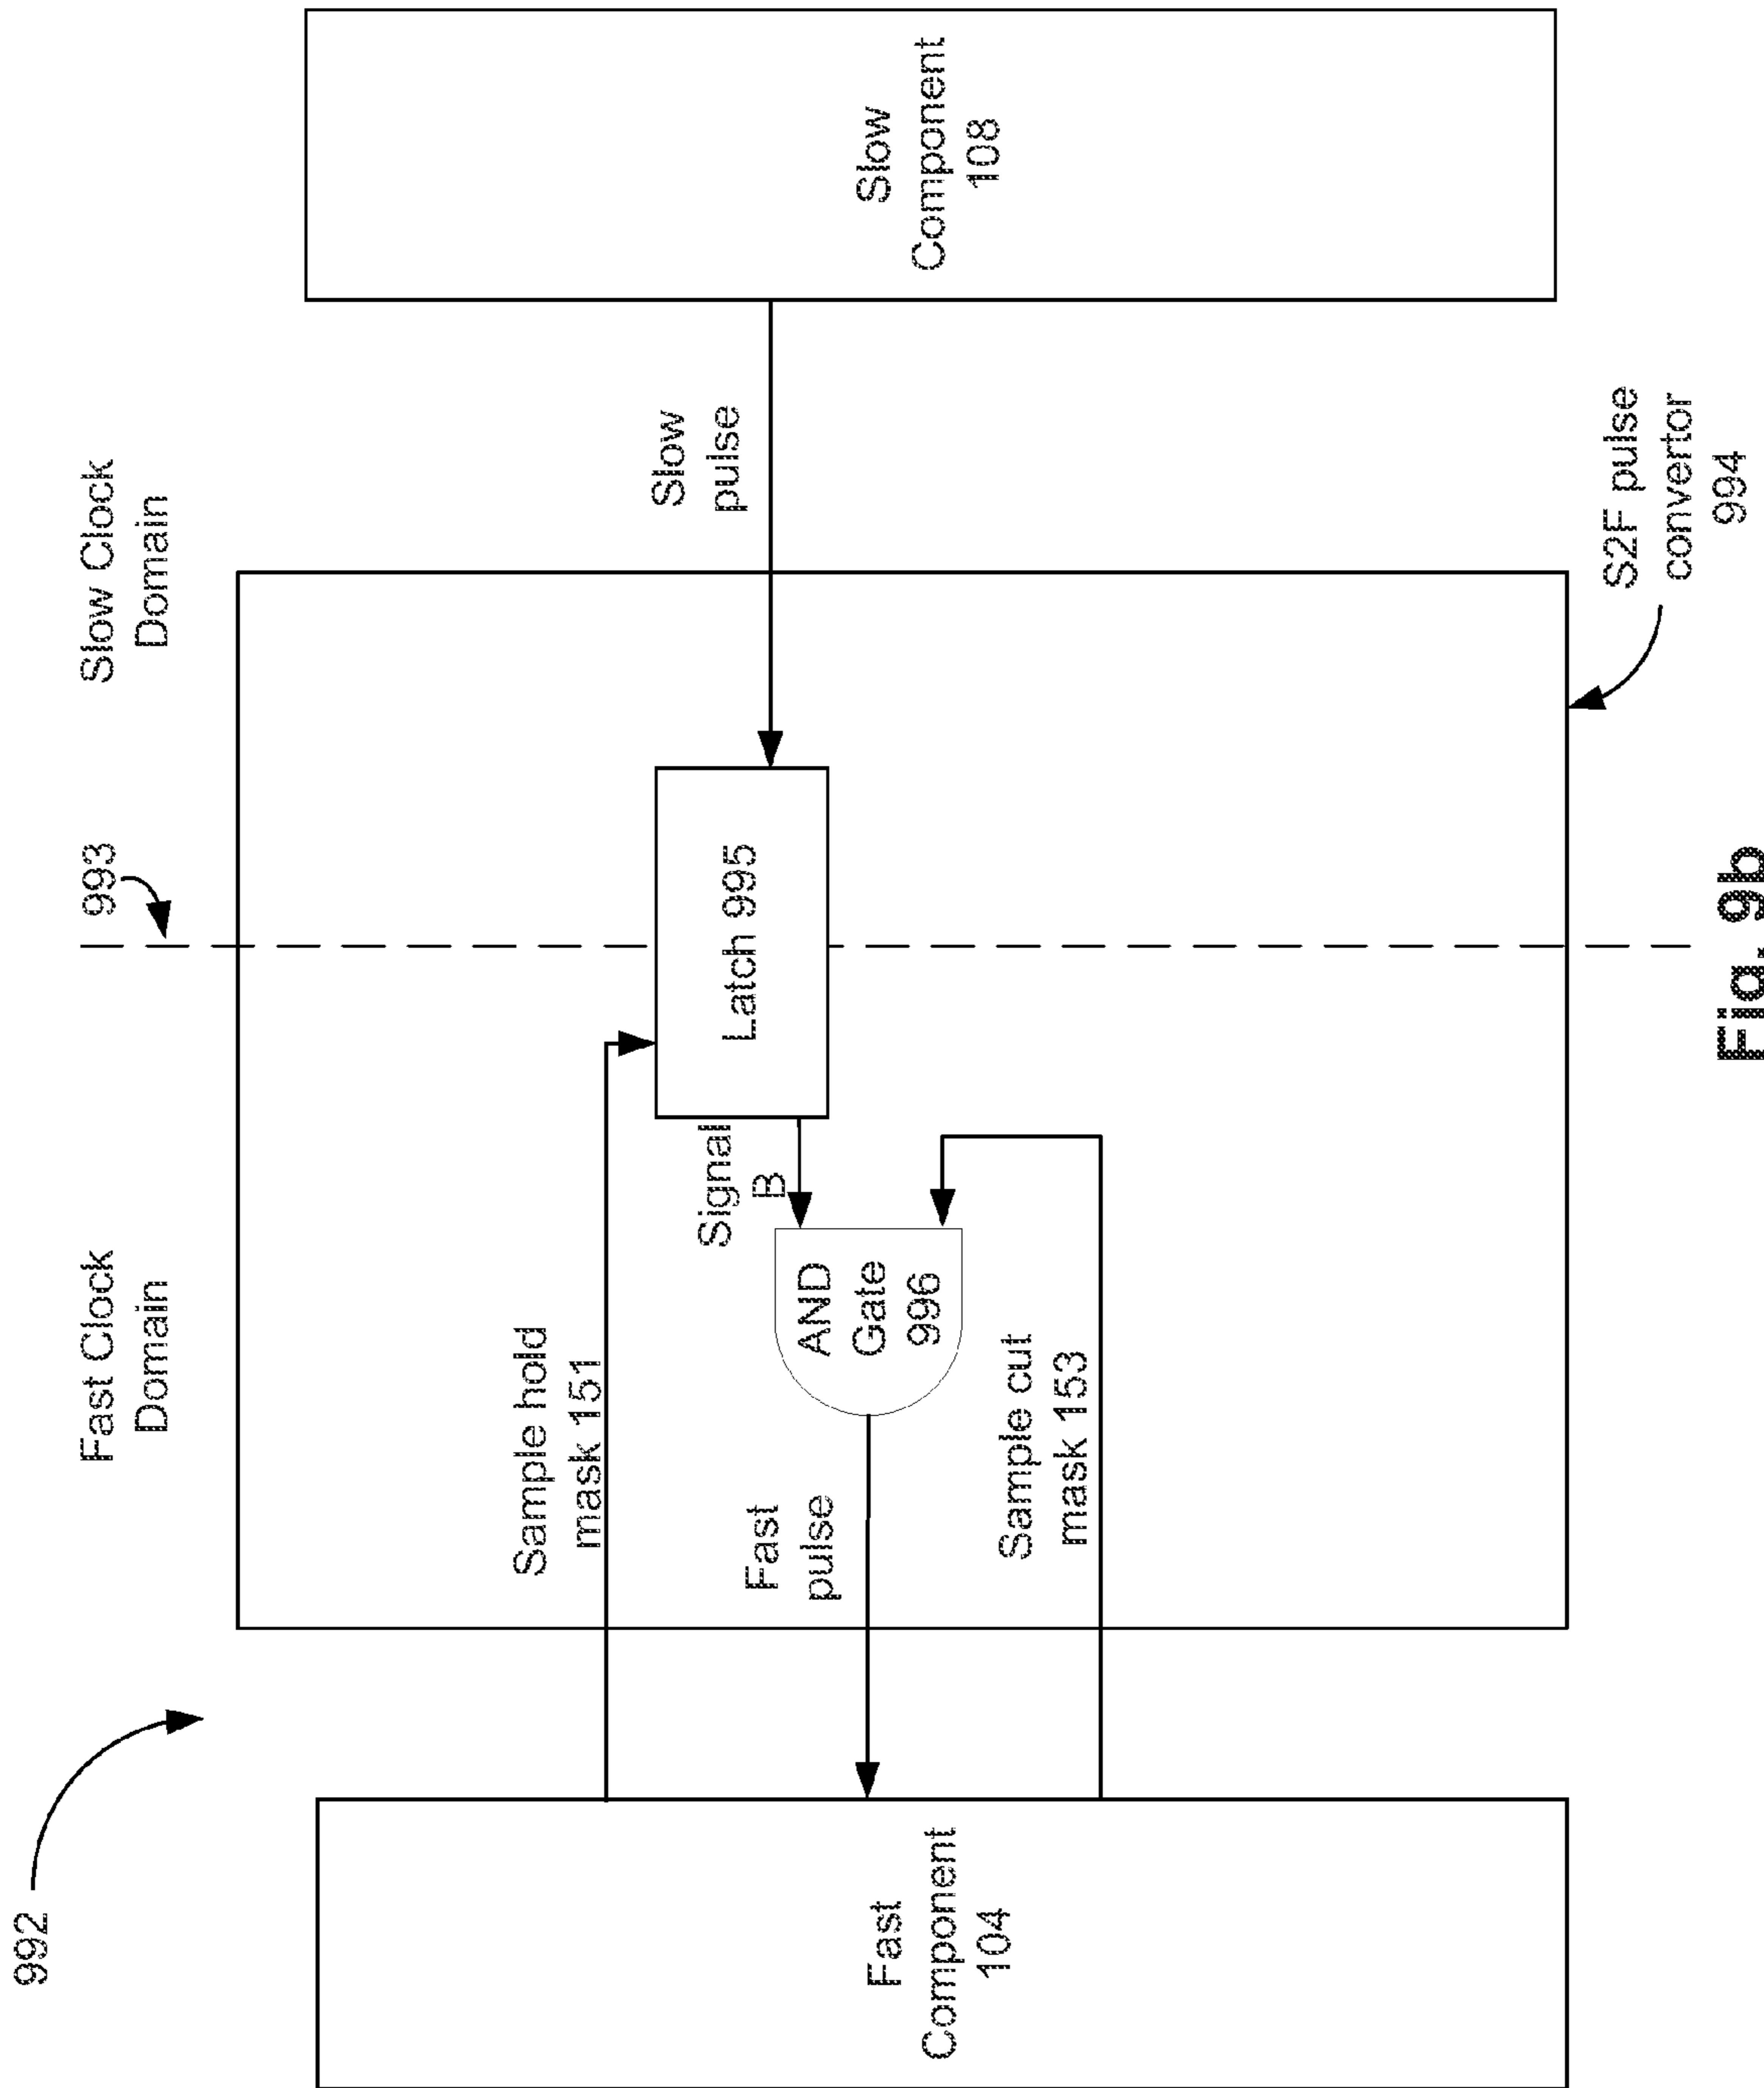 992
Fast Clock
Domain
993
Slow Clock
Domain
Fast
Component
104
Sample hold
mask 151
Fast
pulse
Sample cut
mask 153
AND
Gate
996
Signal
B
Latch 995
Slow
pulse
Slow
Component
108
S2F pulse
convertor
994
Fig. 9b